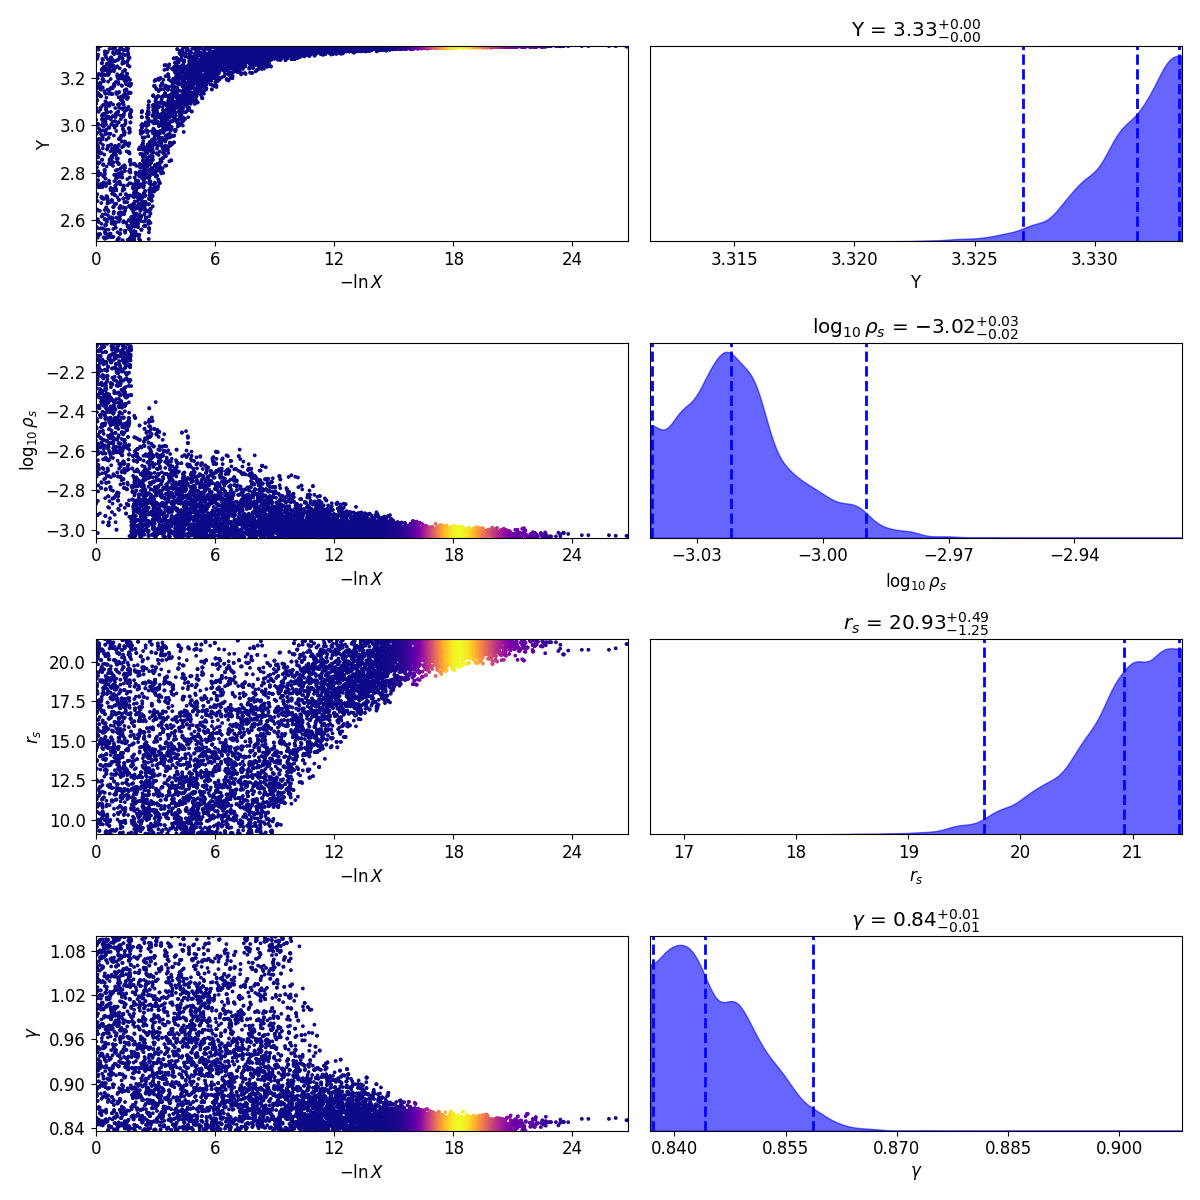 Y = 3.33^{+0.00}_{−0.00}
3.2
3.0
2.8
2.6
Y
0 6 12 18 24
−ln X
3.315 3.320 3.325 3.330
Y
log₁₀ ρₛ = −3.02^{+0.03}_{−0.02}
−2.2
−2.4
−2.6
−2.8
−3.0
log₁₀ ρₛ
0 6 12 18 24
−ln X
−3.03 −3.00 −2.97 −2.94
log₁₀ ρₛ
rₛ = 20.93^{+0.49}_{−1.25}
20.0
17.5
15.0
12.5
10.0
rₛ
0 6 12 18 24
−ln X
17 18 19 20 21
rₛ
γ = 0.84^{+0.01}_{−0.01}
1.08
1.02
0.96
0.90
0.84
γ
0 6 12 18 24
−ln X
0.840 0.855 0.870 0.885 0.900
γ